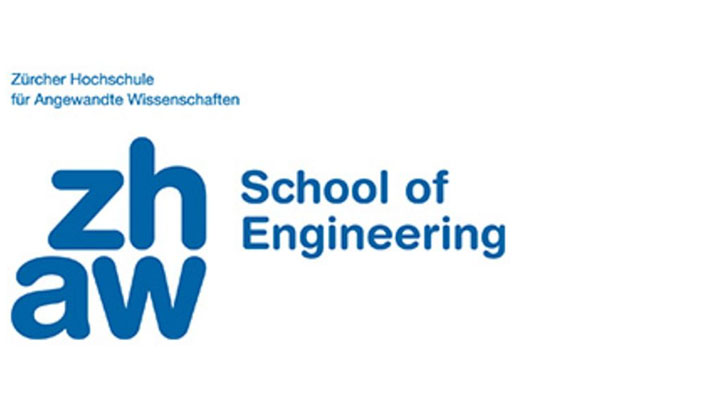 Zürcher Hochschule
für Angewandte Wissenschaften
zh
aw
School of
Engineering